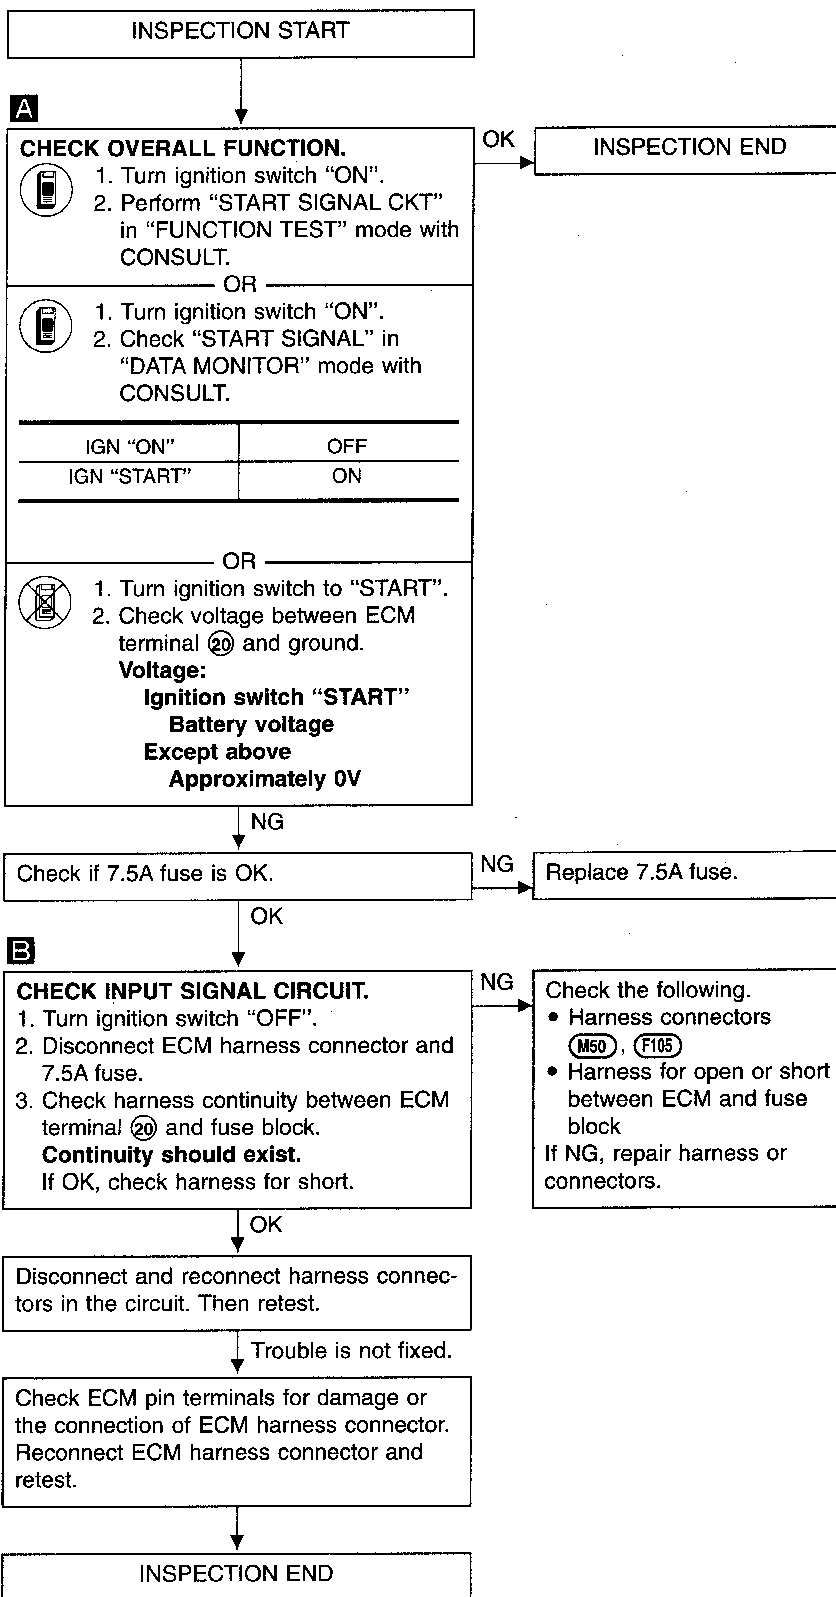 INSPECTION START
A
CHECK OVERALL FUNCTION.
1. Turn ignition switch “ON”.
2. Perform “START SIGNAL CKT”
in “FUNCTION TEST” mode with
CONSULT.
OK
INSPECTION END
OR
1. Turn ignition switch “ON”.
2. Check “START SIGNAL” in
“DATA MONITOR” mode with
CONSULT.
IGN “ON” OFF
IGN “START” ON
OR
1. Turn ignition switch to “START”.
2. Check voltage between ECM
terminal 20 and ground.
Voltage:
Ignition switch “START”
Battery voltage
Except above
Approximately 0V
NG
Check if 7.5A fuse is OK.
NG
Replace 7.5A fuse.
OK
B
CHECK INPUT SIGNAL CIRCUIT.
1. Turn ignition switch “OFF”.
2. Disconnect ECM harness connector and
7.5A fuse.
3. Check harness continuity between ECM
terminal 20 and fuse block.
Continuity should exist.
If OK, check harness for short.
NG
Check the following.
• Harness connectors
M50, F105
• Harness for open or short
between ECM and fuse
block
If NG, repair harness or
connectors.
OK
Disconnect and reconnect harness connec-
tors in the circuit. Then retest.
Trouble is not fixed.
Check ECM pin terminals for damage or
the connection of ECM harness connector.
Reconnect ECM harness connector and
retest.
INSPECTION END